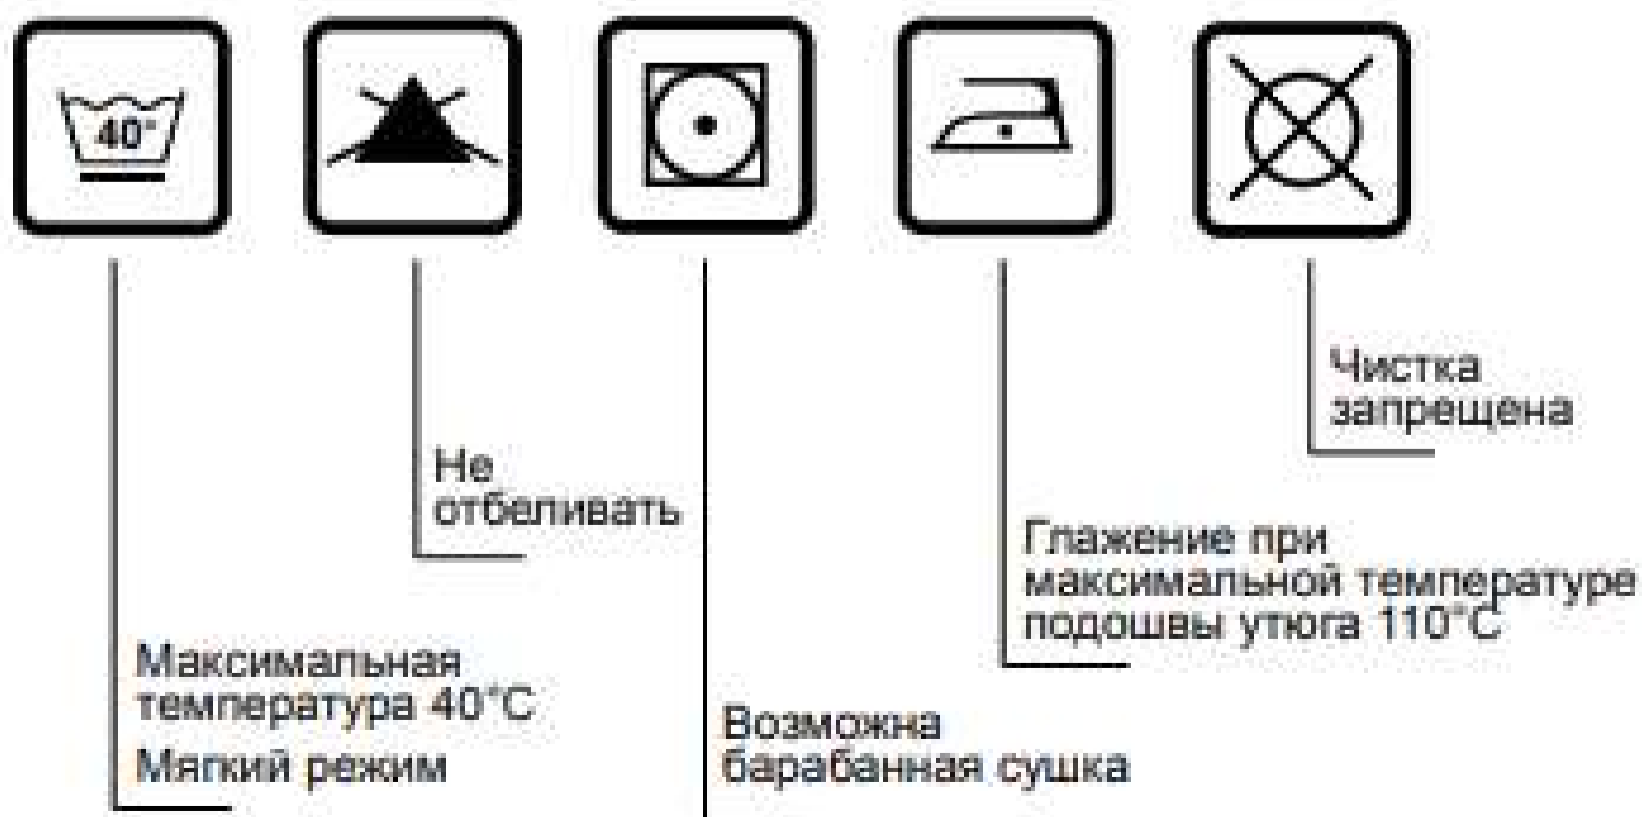 40°
Чистка
запрещена
Не
отбеливать
Глажение при
максимальной температуре
подошвы утюга 110°С
Максимальная
температура 40°С
Мягкий режим
Возможна
барабанная сушка